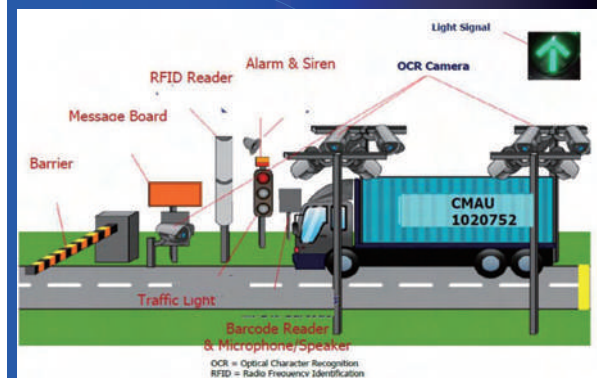 Light Signal
Alarm & Siren
RFID Reader
OCR Camera
Message Board
Barrier
CMAU
1020752
Traffic Light
Barcode Reader
& Microphone/Speaker
OCR = Optical Character Recognition
RFID = Radio Frequency Identification